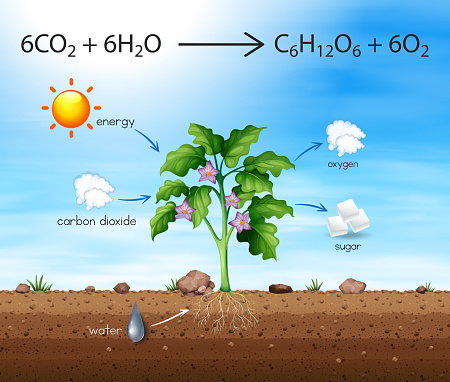 6CO₂ + 6H₂O ⟶ C₆H₁₂O₆ + 6O₂
energy
oxygen
carbon dioxide
sugar
water